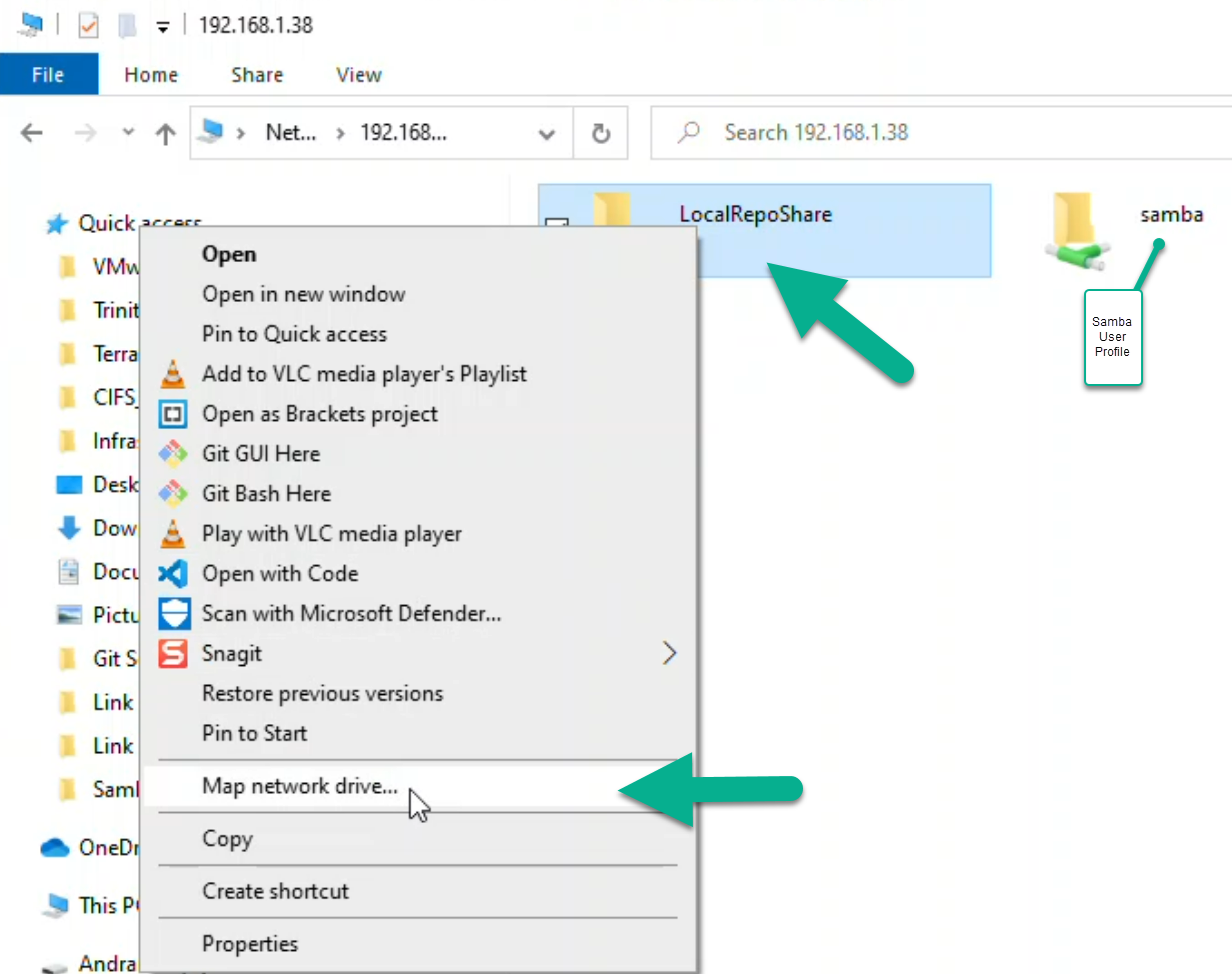 192.168.1.38
File Home Share View
Net... 192.168...
Search 192.168.1.38
Quick access
LocalRepoShare
samba
Samba
User
Profile
Open
Open in new window
Pin to Quick access
Add to VLC media player's Playlist
Open as Brackets project
Git GUI Here
Git Bash Here
Play with VLC media player
Open with Code
Scan with Microsoft Defender...
Snagit
Restore previous versions
Pin to Start
Map network drive...
Copy
Create shortcut
Properties
VMw
Trinit
Terra
CIFS_
Infra
Desk
Dow
Docu
Pictu
Git S
Link
Link
Sam
OneDr
This P
Andra